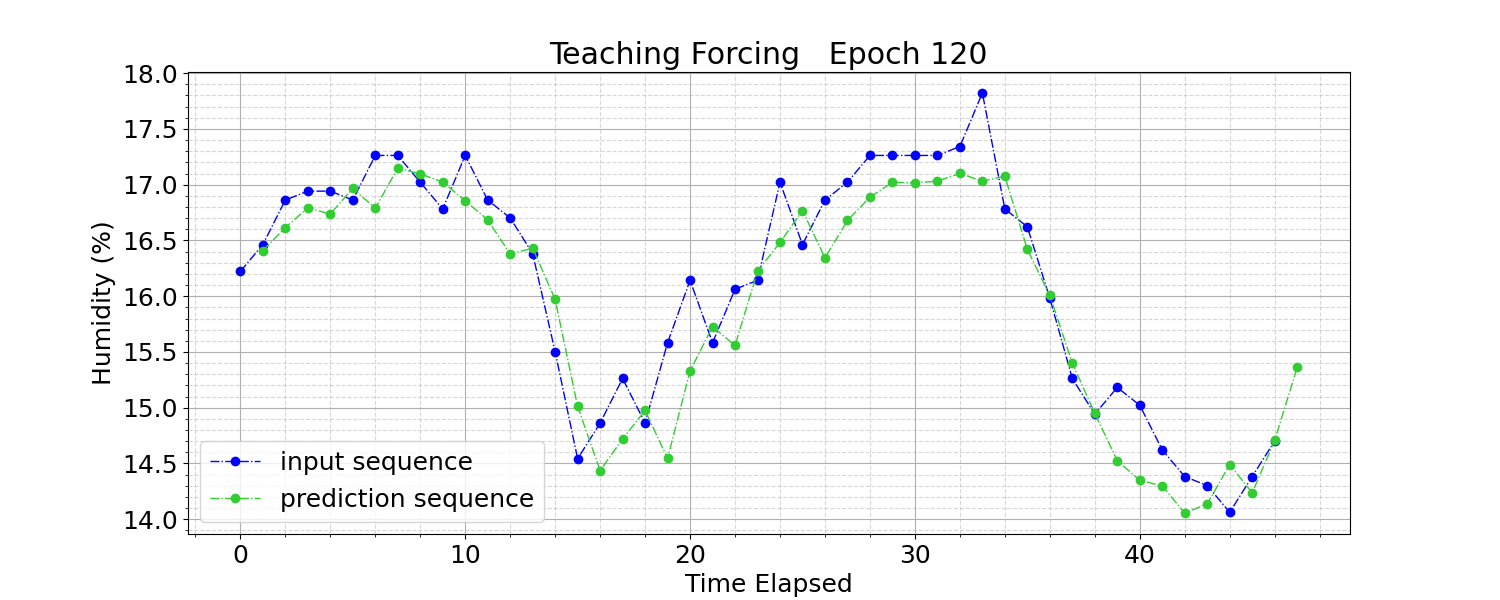 Teaching Forcing   Epoch 120
18.0
17.5
17.0
16.5
16.0
15.5
15.0
14.5
14.0
Humidity (%)
input sequence
prediction sequence
0 10 20 30 40
Time Elapsed